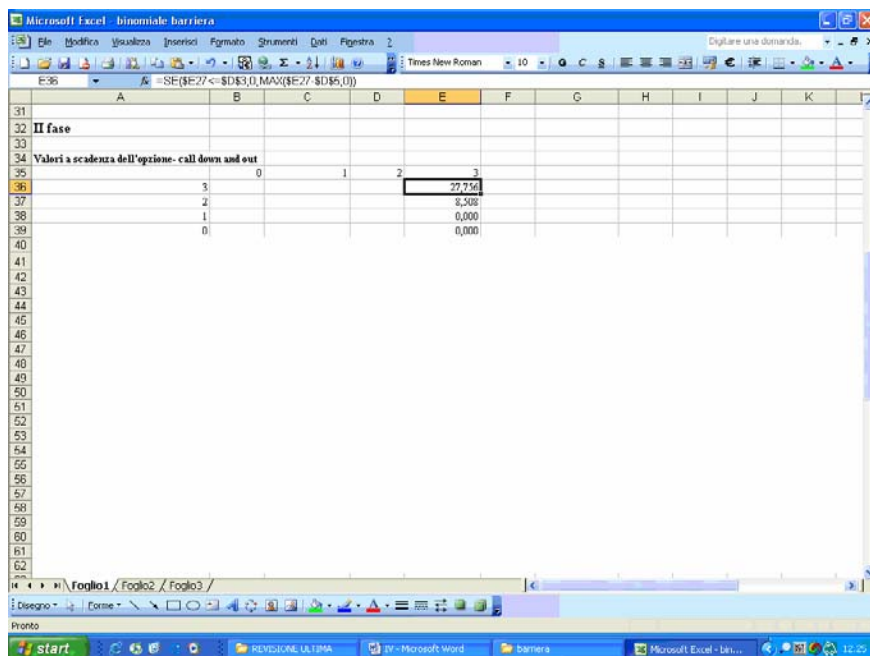 Microsoft Excel - binomiale barriera
File Modifica Visualizza Inserisci Formato Strumenti Dati Finestra ? Digitare una domanda.
Times New Roman 10 G C S
E36 fx =SE($E27<=$D$3,0,MAX($E27-$D$5,0))
A B C D E F G H I J K
31
32 II fase
33
34 Valori a scadenza dell'opzione- call down and out
35 0 1 2 3
36 3 27,756
37 2 8,508
38 1 0,000
39 0 0,000
40
41
42
43
44
45
46
47
48
49
50
51
52
53
54
55
56
57
58
59
60
61
62
Foglio1 / Foglio2 / Foglio3 /
Disegno Forme
Pronto
start REVISIONE ULTIMA IV - Microsoft Word barriera Microsoft Excel - bin... 12.25